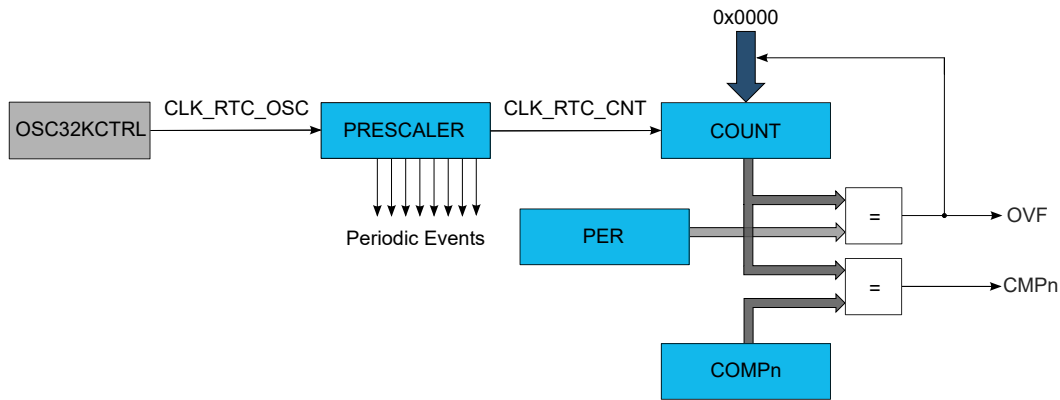 0x0000
CLK_RTC_OSC
CLK_RTC_CNT
OSC32KCTRL
PRESCALER
COUNT
Periodic Events
PER
=
OVF
=
CMPn
COMPn